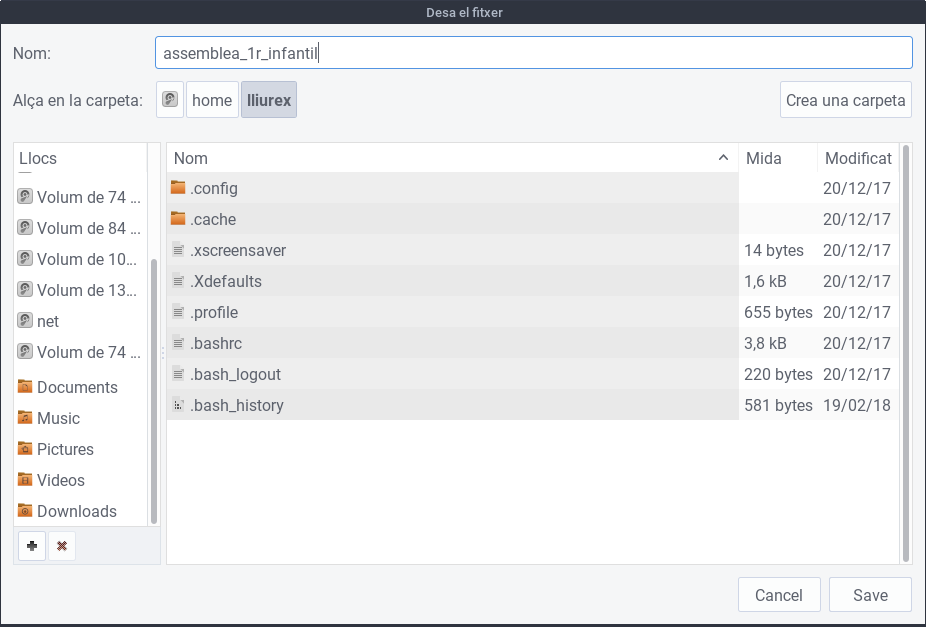 Desa el fitxer
Nom: assemblea_1r_infantil
Alça en la carpeta: home lliurex Crea una carpeta
Llocs
Volum de 74 ...
Volum de 84 ...
Volum de 10...
Volum de 13...
net
Volum de 74 ...
Documents
Music
Pictures
Videos
Downloads
Nom Mida Modificat
.config 20/12/17
.cache 20/12/17
.xscreensaver 14 bytes 20/12/17
.Xdefaults 1,6 kB 20/12/17
.profile 655 bytes 20/12/17
.bashrc 3,8 kB 20/12/17
.bash_logout 220 bytes 20/12/17
.bash_history 581 bytes 19/02/18
Cancel Save